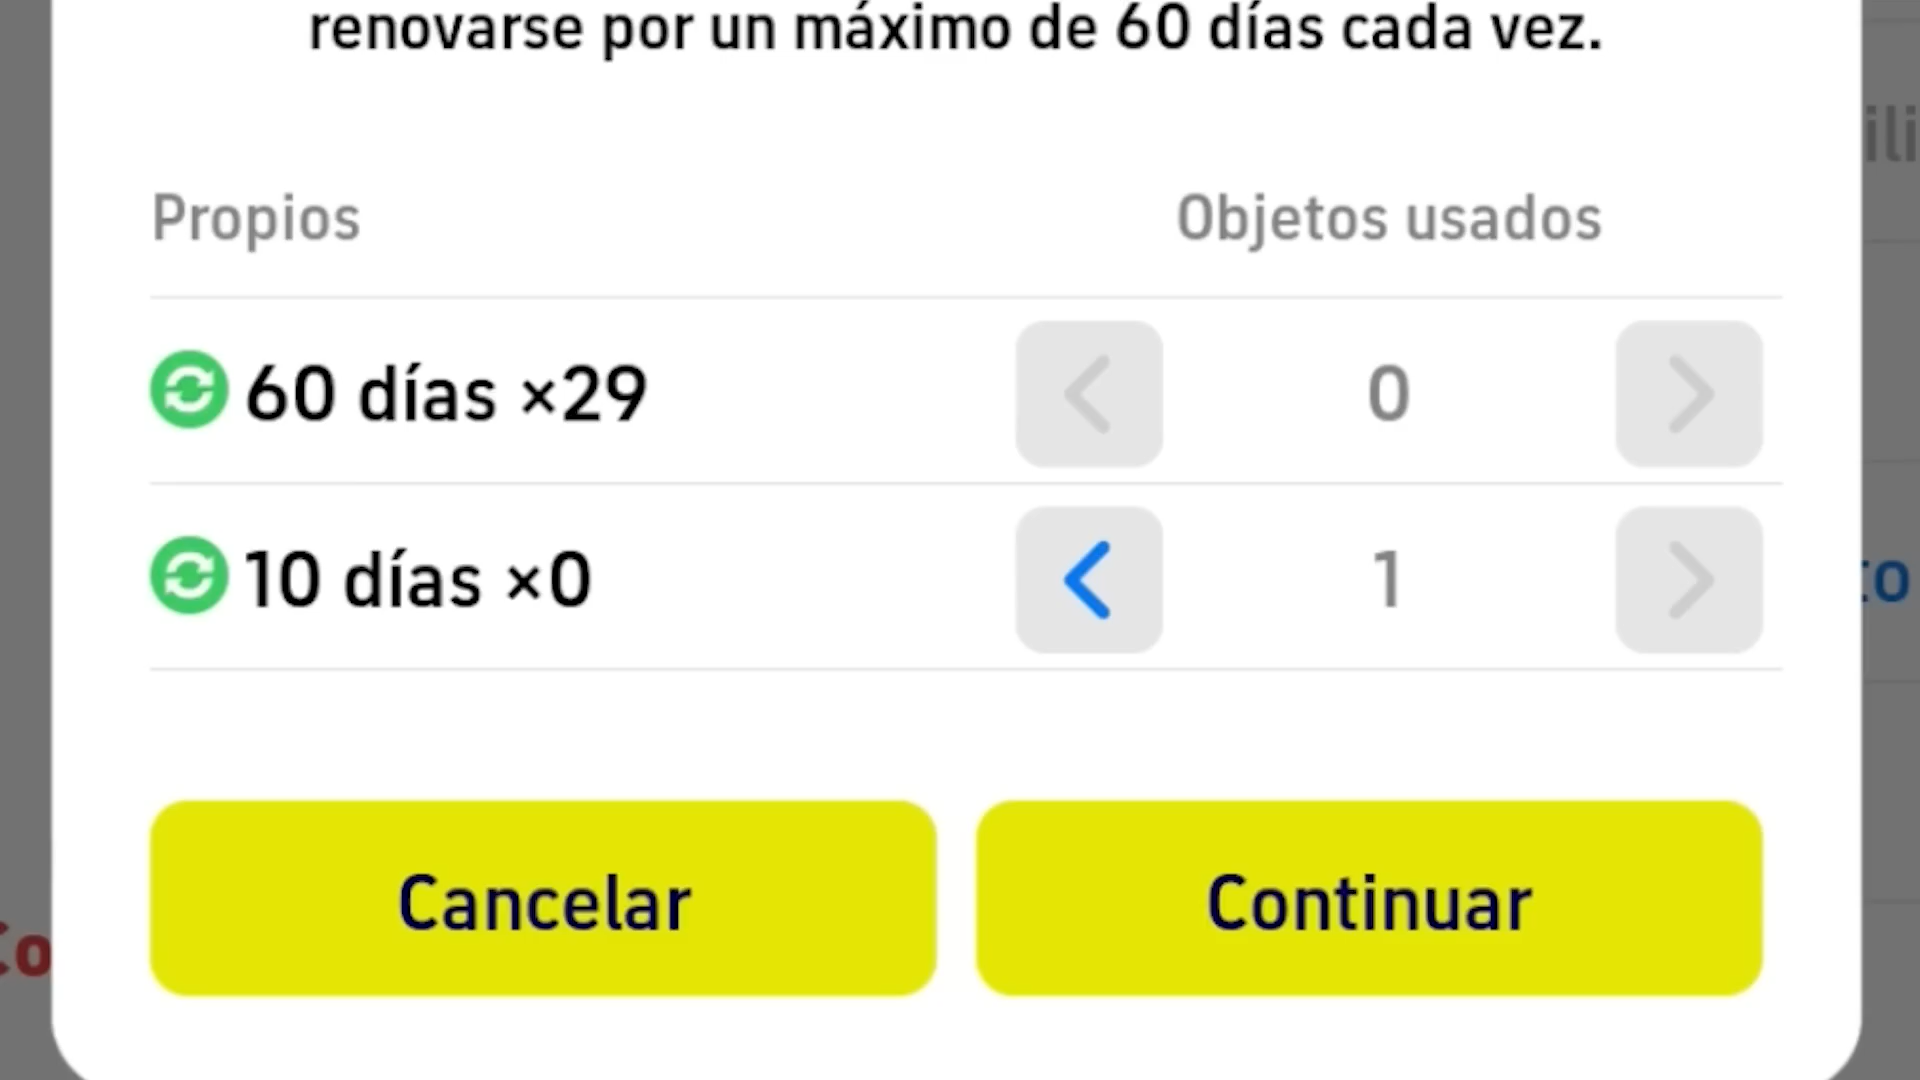 renovarse por un máximo de 60 días cada vez.
Propios Objetos usados
60 días ×29 0
10 días ×0 1
Cancelar Continuar